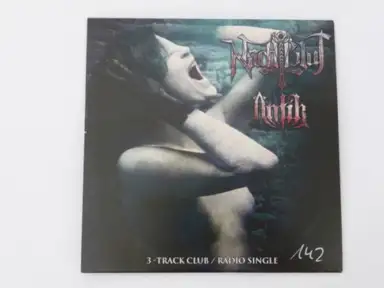 Nachtblut
Antik
3-TRACK CLUB / RADIO SINGLE
142